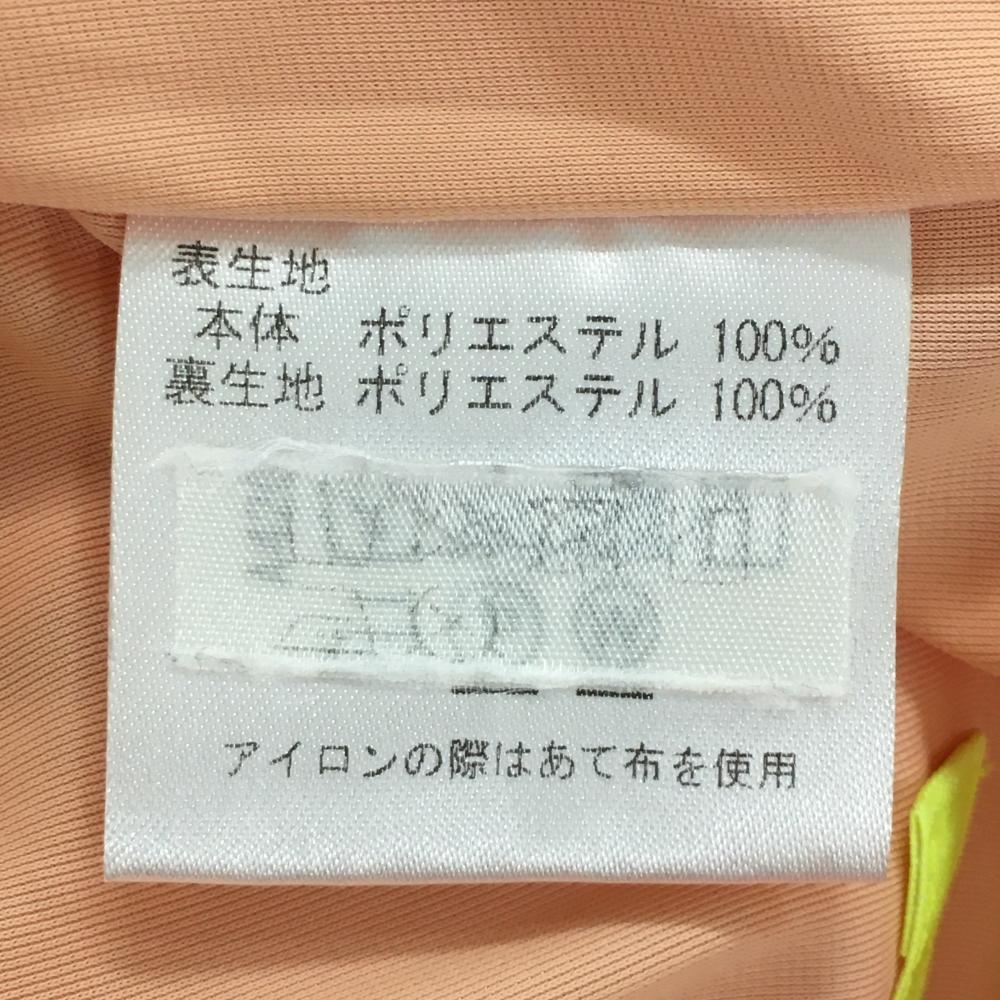 表生地
本体 ポリエステル 100%
裏生地 ポリエステル 100%
アイロンの際はあて布を使用